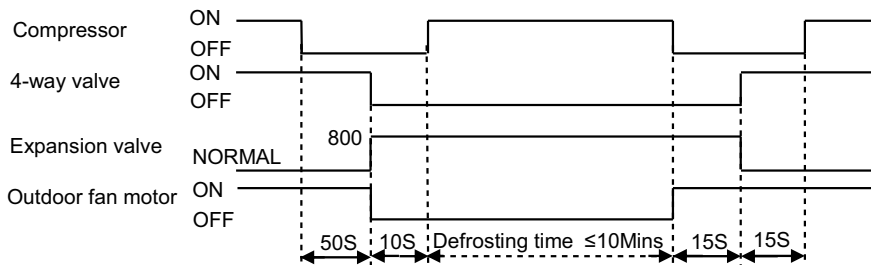 Compressor ON
OFF
4-way valve ON
OFF
Expansion valve 800
NORMAL
Outdoor fan motor ON
OFF
50S 10S Defrosting time ≤10Mins 15S 15S